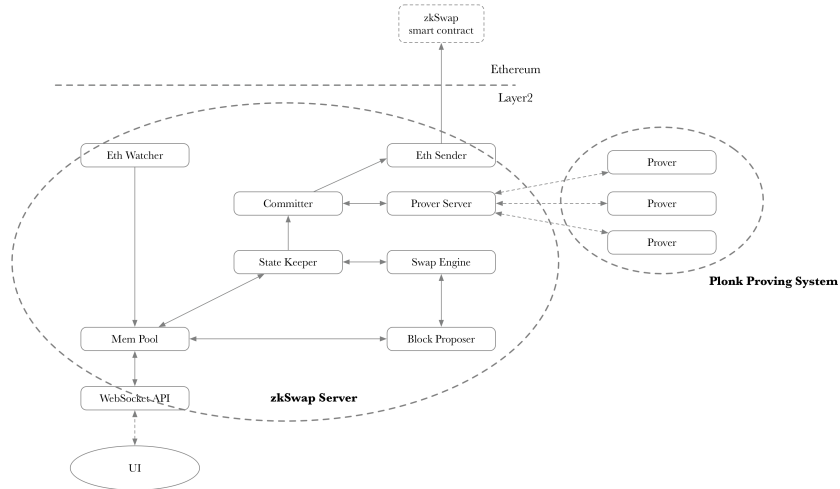 zkSwap
smart contract
Ethereum
Layer2
Eth Watcher
Eth Sender
Prover
Committer
Prover Server
Prover
State Keeper
Swap Engine
Prover
Plonk Proving System
Mem Pool
Block Proposer
WebSocket API
zkSwap Server
UI